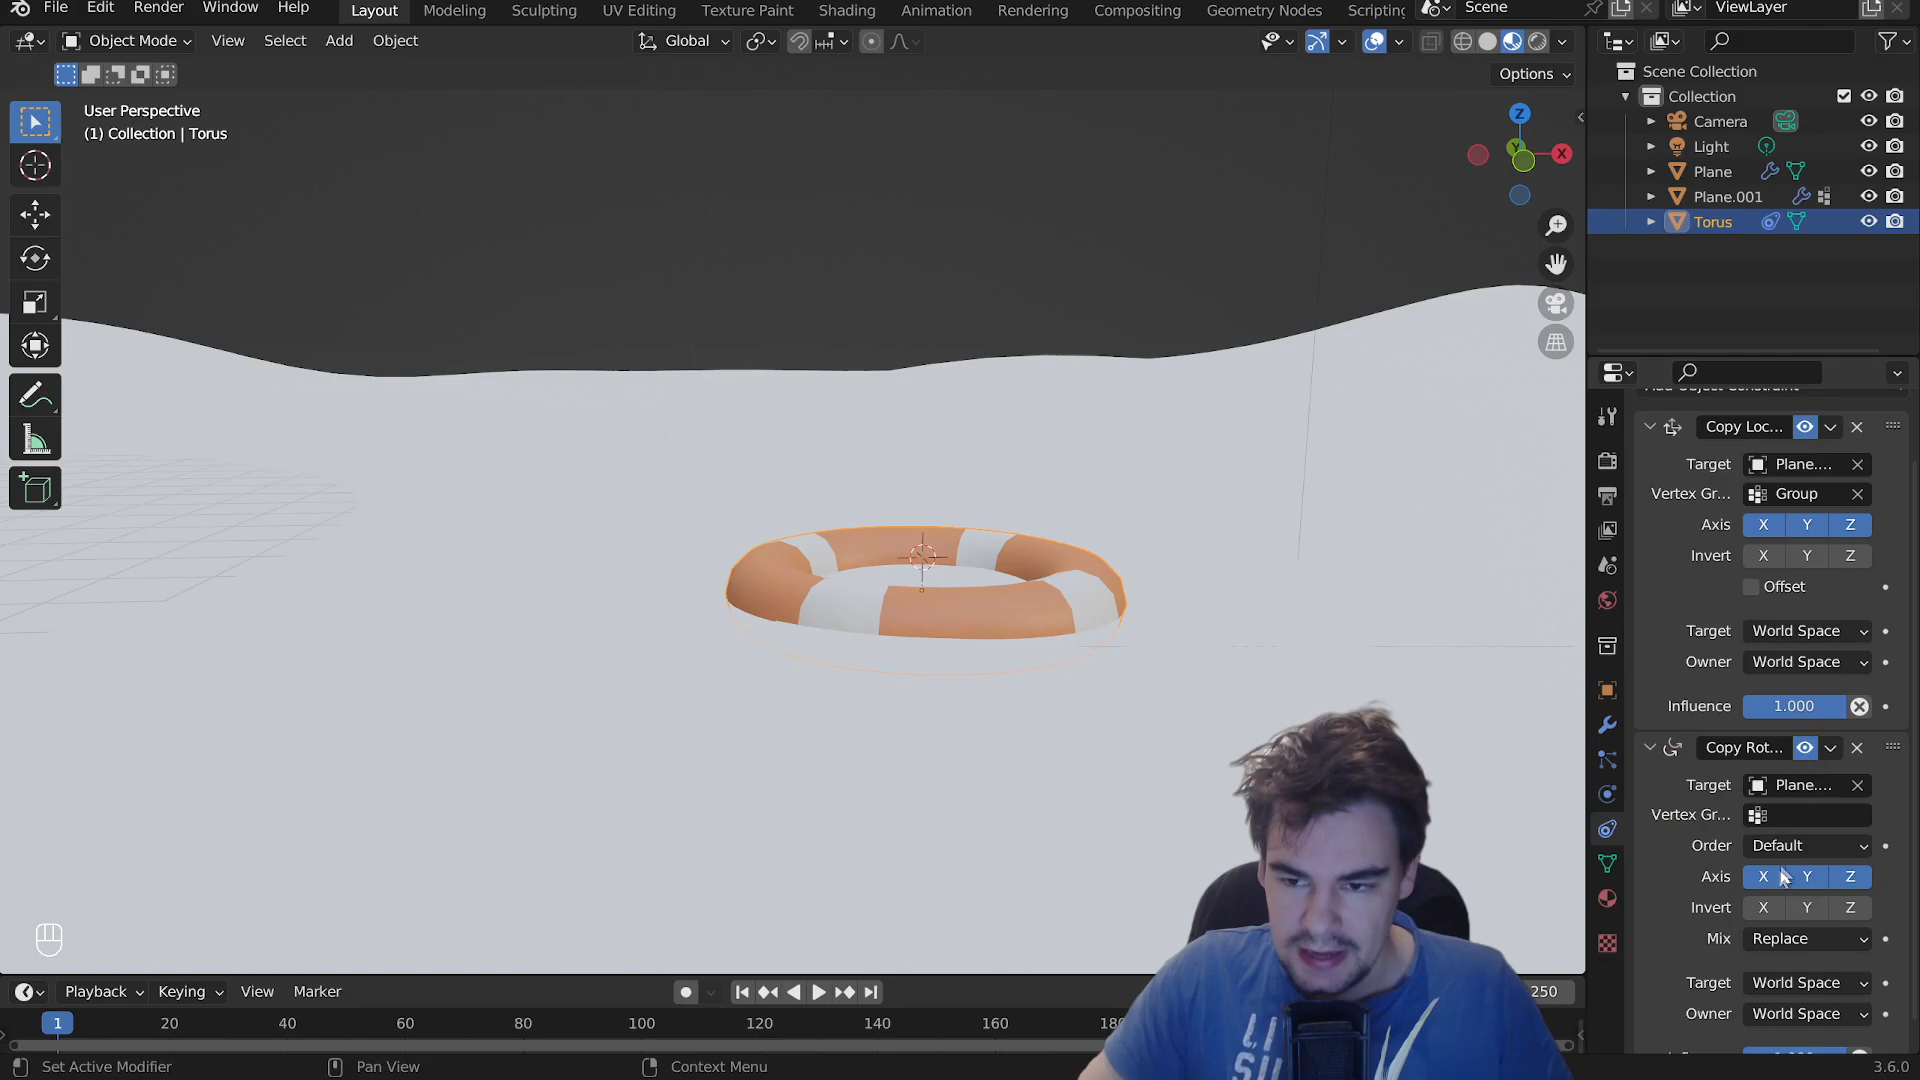 File Edit Render Window Help
Layout Modeling Sculpting UV Editing Texture Paint Shading Animation Rendering Compositing Geometry Nodes Scripting
Scene
ViewLayer
Object Mode View Select Add Object
Global
Options
User Perspective
(1) Collection | Torus
Z
Y
X
Scene Collection
Collection
Camera
Light
Plane
Plane.001
Torus
Add Object Constraint
Copy Loc...
Target Plane....
Vertex Gr... Group
Axis X Y Z
Invert X Y Z
Offset
Target World Space
Owner World Space
Influence 1.000
Copy Rot...
Target Plane....
Vertex Gr...
Order Default
Axis X Y Z
Invert X Y Z
Mix Replace
Target World Space
Owner World Space
Playback Keying View Marker
250
1 20 40 60 80 100 120 140 160
LI
SU
Set Active Modifier Pan View Context Menu
3.6.0